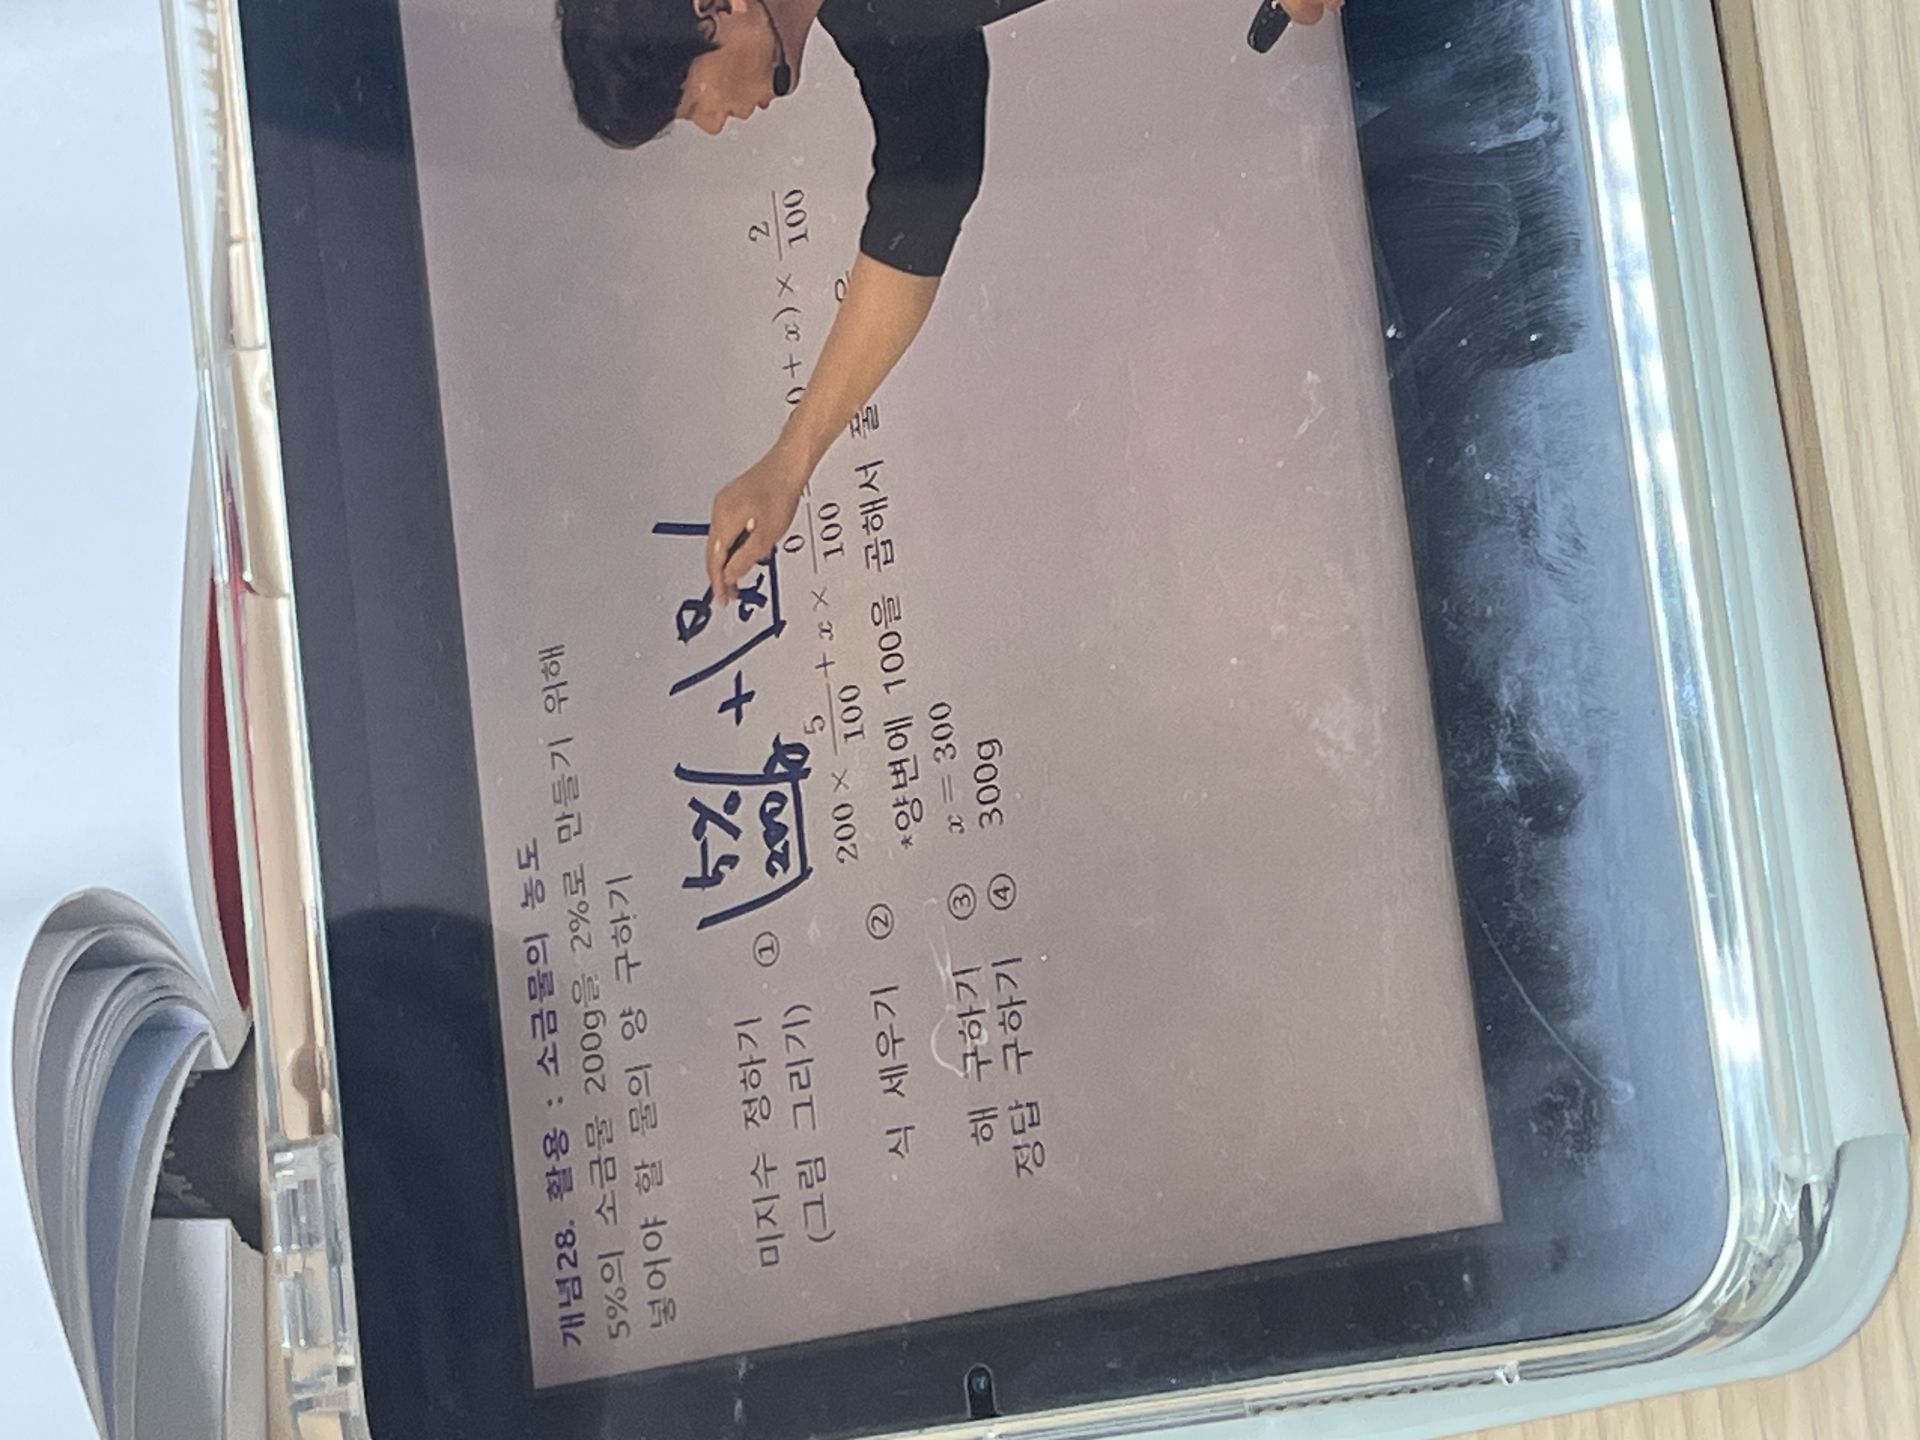 개념28. 활용 : 소금물의 농도
5%의 소금물 200g을 2%로 만들기 위해
넣어야 할 물의 양 구하기
미지수 정하기 ①
(그림 그리기)
5% + 0
200g x
식 세우기 ② 200 × 5/100 + x × 0/100 + x) × 2/100
*양변에 100을 곱해서
해 구하기 ③ x = 300
정답 구하기 ④ 300g